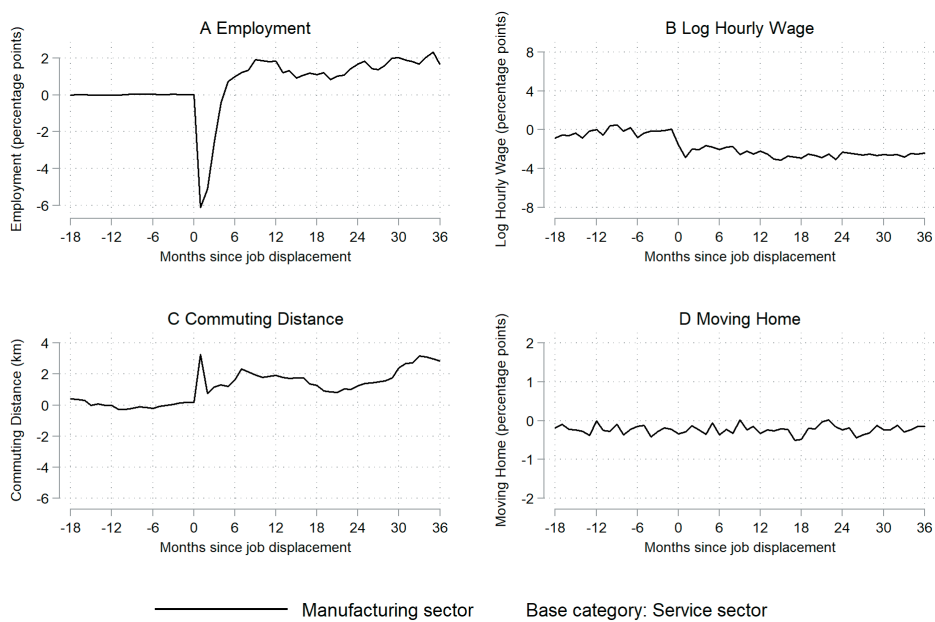 A Employment
Employment (percentage points)
2
0
-2
-4
-6
-18 -12 -6 0 6 12 18 24 30 36
Months since job displacement
B Log Hourly Wage
Log Hourly Wage (percentage points)
8
4
0
-4
-8
-18 -12 -6 0 6 12 18 24 30 36
Months since job displacement
C Commuting Distance
Commuting Distance (km)
4
2
0
-2
-4
-6
-18 -12 -6 0 6 12 18 24 30 36
Months since job displacement
D Moving Home
Moving Home (percentage points)
2
1
0
-1
-2
-18 -12 -6 0 6 12 18 24 30 36
Months since job displacement
Manufacturing sector Base category: Service sector